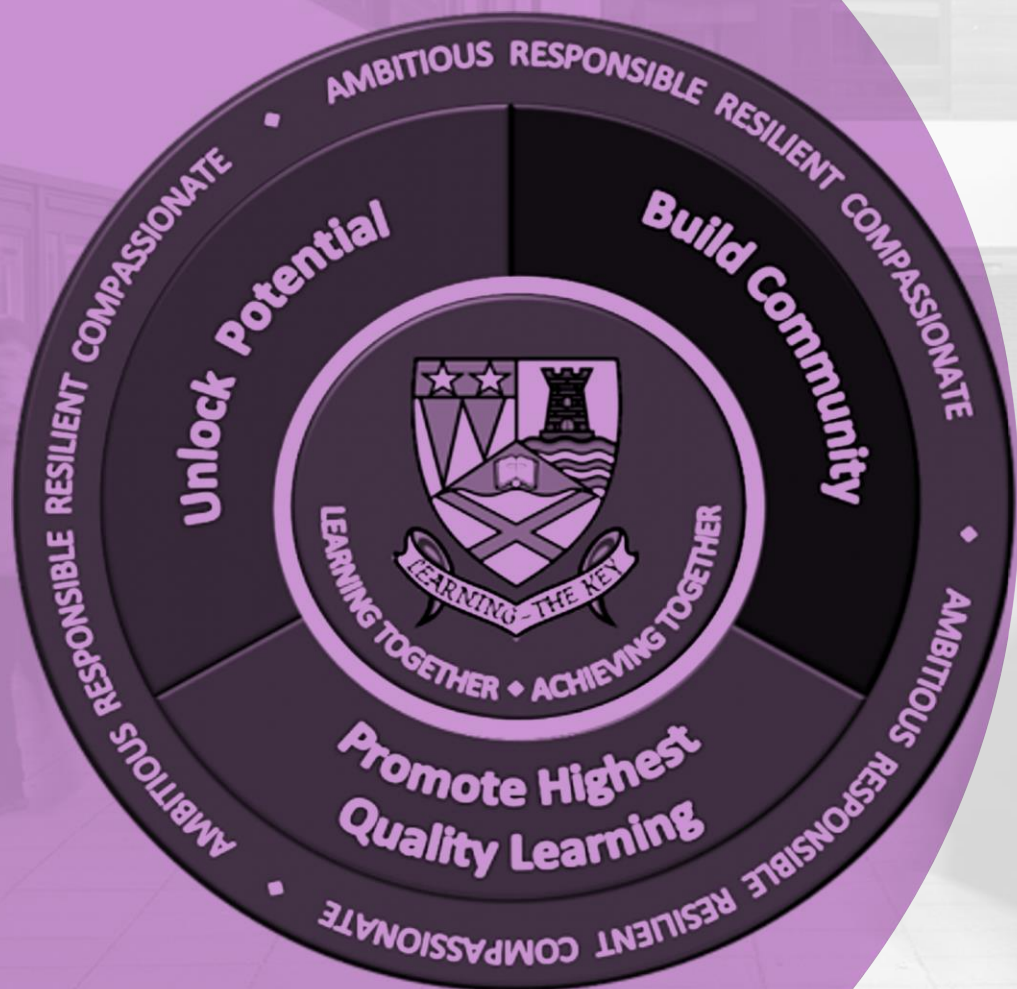 AMBITIOUS RESPONSIBLE RESILIENT COMPASSIONATE
AMBITIOUS RESPONSIBLE RESILIENT COMPASSIONATE
AMBITIOUS RESPONSIBLE RESILIENT COMPASSIONATE
Unlock Potential
Build Community
Promote Highest
Quality Learning
LEARNING - THE KEY
LEARNING TOGETHER ◆ ACHIEVING TOGETHER